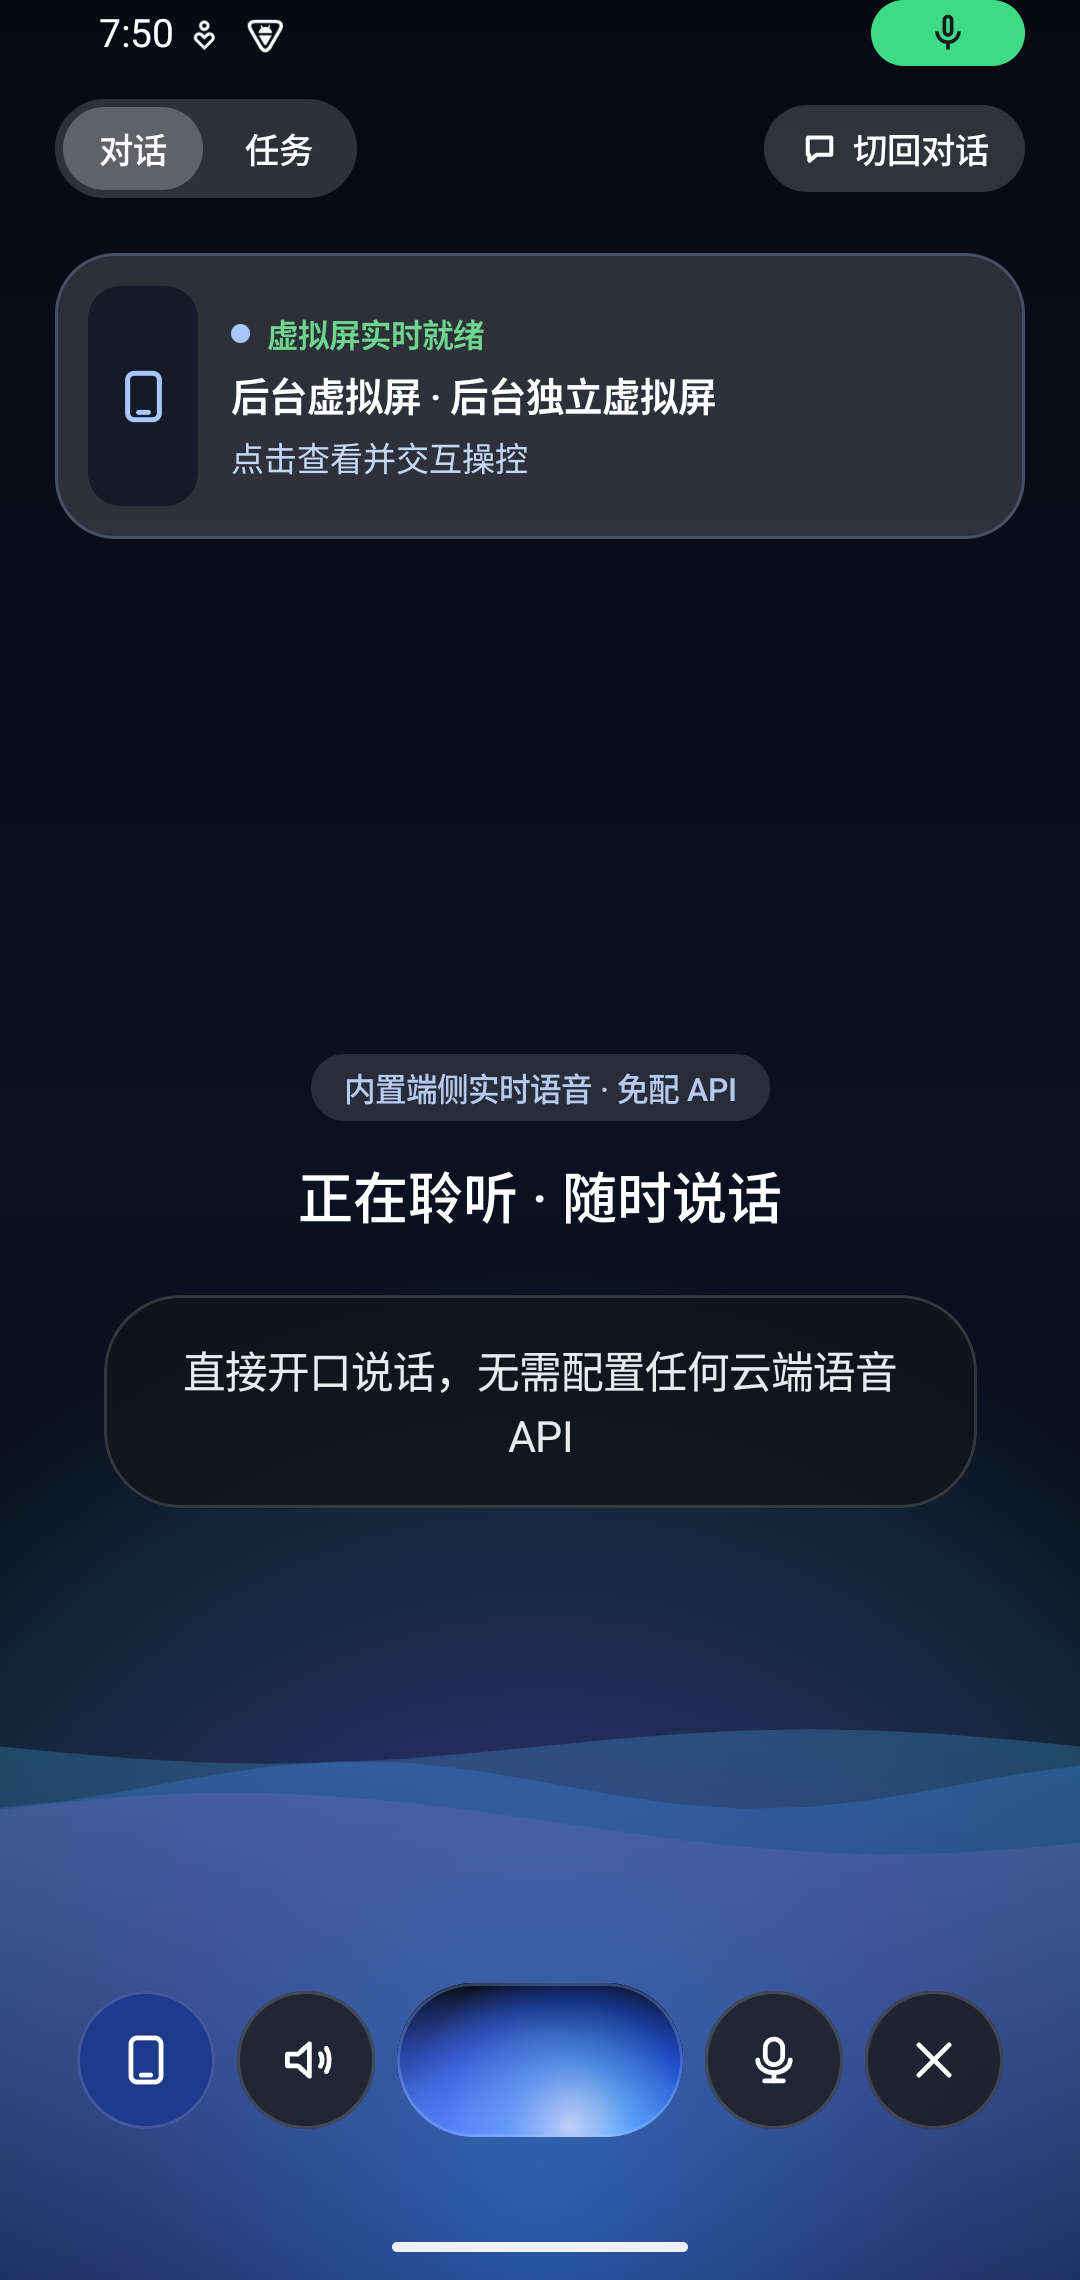 7:50
对话 任务 切回对话
虚拟屏实时就绪
后台虚拟屏 · 后台独立虚拟屏
点击查看并交互操控
内置端侧实时语音 · 免配 API
正在聆听 · 随时说话
直接开口说话，无需配置任何云端语音
API